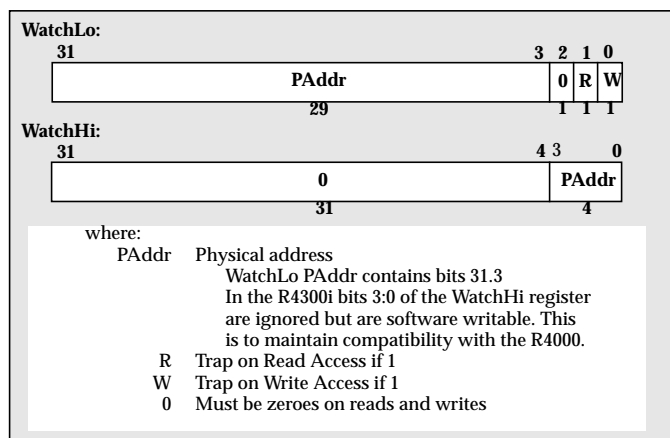 WatchLo:
31 3 2 1 0
PAddr 0 R W
29 1 1 1
WatchHi:
31 4 3 0
0 PAddr
31 4
where:
PAddr Physical address
WatchLo PAddr contains bits 31.3
In the R4300i bits 3:0 of the WatchHi register
are ignored but are software writable. This
is to maintain compatibility with the R4000.
R Trap on Read Access if 1
W Trap on Write Access if 1
0 Must be zeroes on reads and writes